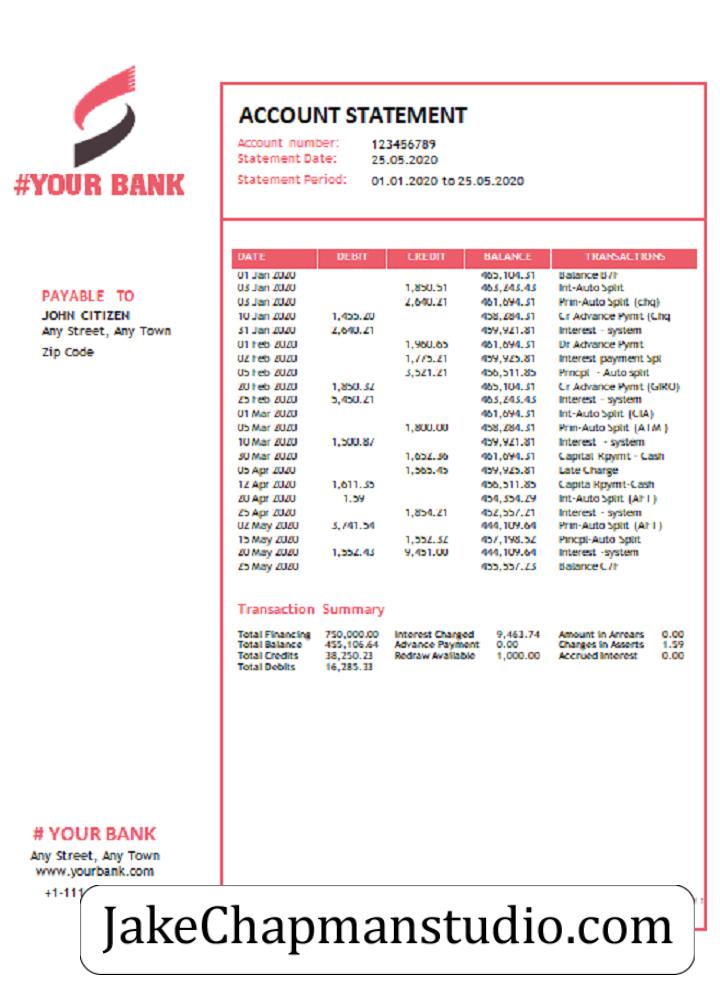 #YOUR BANK
ACCOUNT STATEMENT
Account number: 123456789
Statement Date: 25.05.2020
Statement Period: 01.01.2020 to 25.05.2020
PAYABLE TO
JOHN CITIZEN
Any Street, Any Town
Zip Code
DATE DEBIT CREDIT BALANCE TRANSACTIONS
01 Jan 2020 465,104.31 Balance B/F
03 Jan 2020 1,850.51 463,243.43 Int-Auto Split
03 Jan 2020 2,640.21 461,694.31 Prin-Auto Split (chq)
10 Jan 2020 1,455.20 458,284.31 Cr Advance Pymt (Chq
31 Jan 2020 2,640.21 459,921.81 Interest - system
01 Feb 2020 1,960.65 461,694.31 Dr Advance Pymt
02 Feb 2020 1,775.21 459,925.81 Interest payment Spl
05 Feb 2020 3,521.21 456,511.85 Princpl - Auto split
20 Feb 2020 1,850.32 465,104.31 Cr Advance Pymt (GIRO)
25 Feb 2020 5,450.21 463,243.43 Interest - system
01 Mar 2020 461,694.31 Int-Auto Split (CIA)
05 Mar 2020 1,800.00 458,284.31 Prin-Auto Split (ATM )
10 Mar 2020 1,500.87 459,921.81 Interest - system
30 Mar 2020 1,652.36 461,694.31 Capital Rpymt - Cash
05 Apr 2020 1,565.45 459,925.81 Late Charge
12 Apr 2020 1,611.35 456,511.85 Capita Rpymt-Cash
20 Apr 2020 1.59 454,354.29 Int-Auto Split (AFT)
25 Apr 2020 1,854.21 452,557.21 Interest - system
02 May 2020 3,741.54 444,109.64 Prin-Auto Split (AFT)
15 May 2020 1,552.32 457,198.52 Pincpl-Auto Split
20 May 2020 1,552.43 9,451.00 444,109.64 Interest -system
25 May 2020 455,557.23 Balance C/F
Transaction Summary
Total Financing 750,000.00 Interest Charged 9,463.74 Amount in Arrears 0.00
Total Balance 455,106.64 Advance Payment 0.00 Charges in Asserts 1.59
Total Credits 38,250.23 Redraw Available 1,000.00 Accrued Interest 0.00
Total Debits 16,285.33
# YOUR BANK
Any Street, Any Town
www.yourbank.com
+1-111
JakeChapmanstudio.com